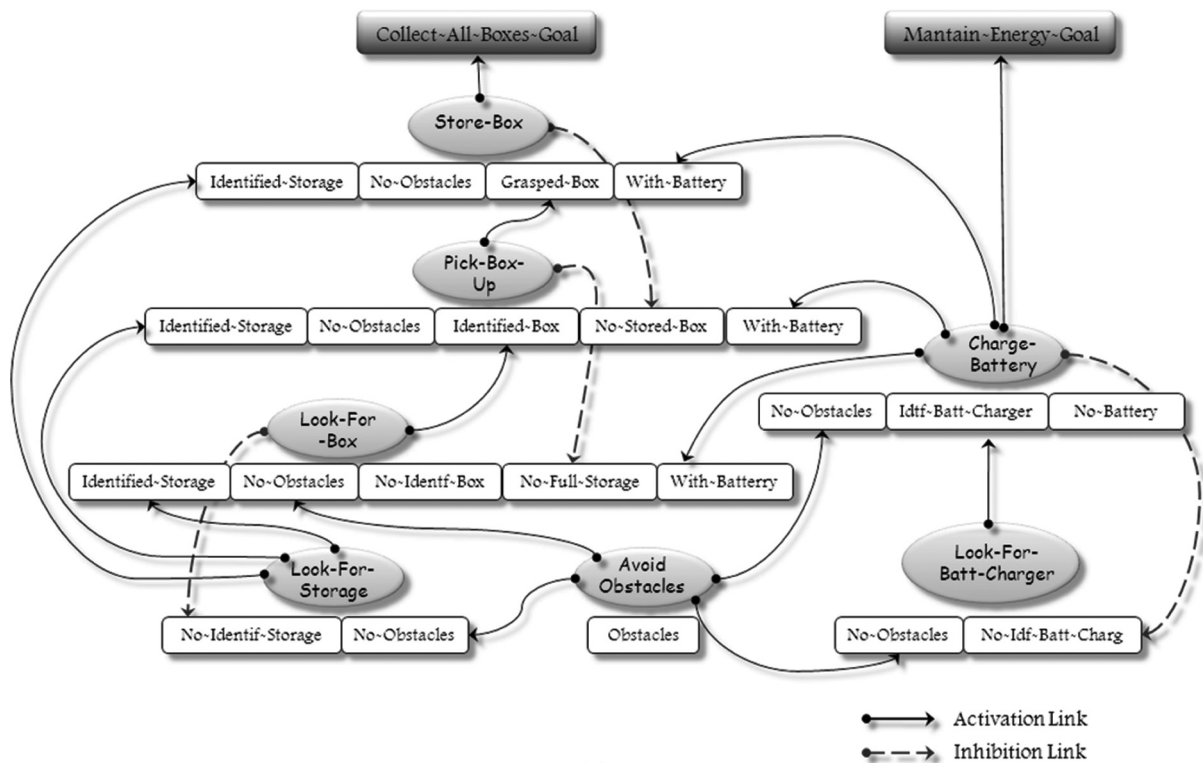 Collect~All~Boxes~Goal
Mantain~Energy~Goal
Store-Box
Identified~Storage
No~Obstacles
Grasped~Box
With~Battery
Pick-Box-
Up
Identified~Storage
No~Obstacles
Identified~Box
No~Stored~Box
With~Battery
Charge-
Battery
No~Obstacles
Idtf~Batt~Charger
No~Battery
Look-For
-Box
Identified~Storage
No~Obstacles
No~Identf~Box
No~Full~Storage
With~Batterry
Look-For-
Storage
Avoid
Obstacles
Look-For-
Batt-Charger
No~Identif~Storage
No~Obstacles
Obstacles
No~Obstacles
No~Idf~Batt~Charg
Activation Link
Inhibition Link